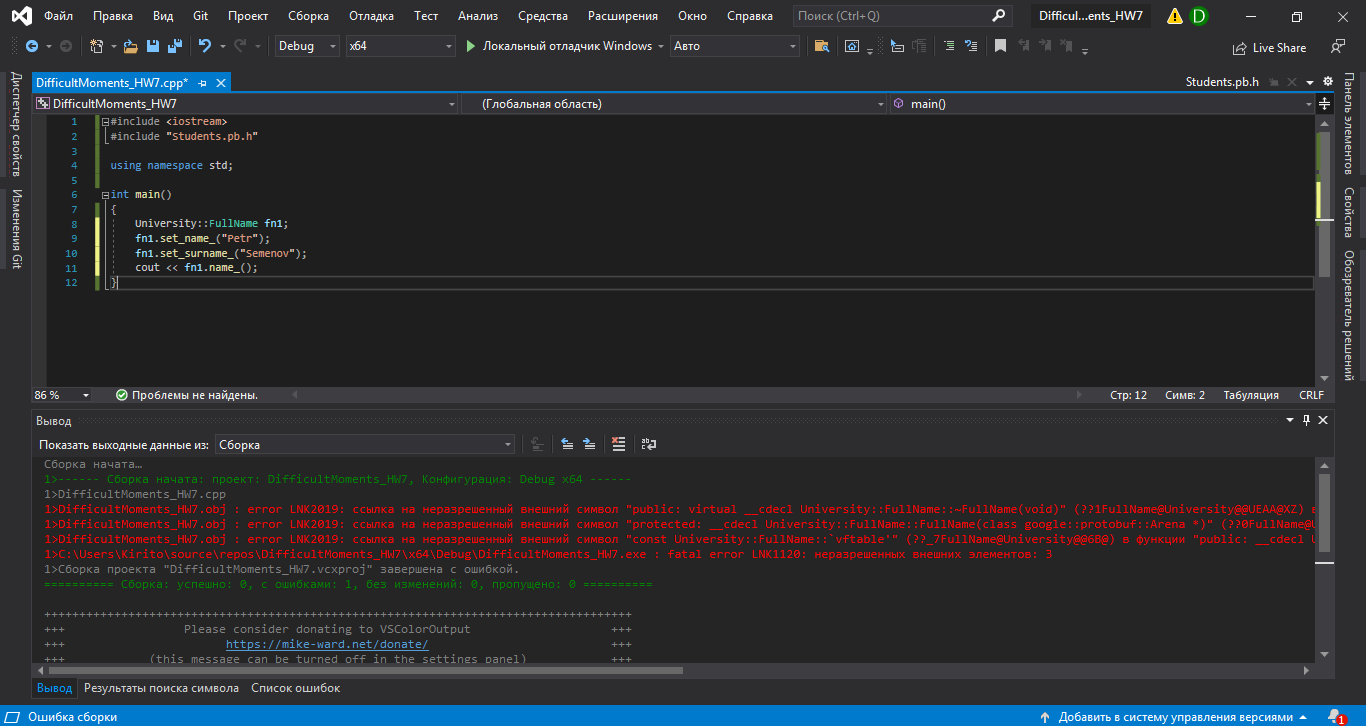 Файл Правка Вид Git Проект Сборка Отладка Тест Анализ Средства Расширения Окно Справка Поиск (Ctrl+Q) Difficul...ents_HW7 D
Debug x64 Локальный отладчик Windows Авто Live Share
DifficultMoments_HW7.cpp* Students.pb.h
DifficultMoments_HW7 (Глобальная область) main()
Диспетчер свойств
Изменения Git
Панель элементов
Свойства
Обозреватель решений
1 #include <iostream>
2 #include "Students.pb.h"
3
4 using namespace std;
5
6 int main()
7 {
8 University::FullName fn1;
9 fn1.set_name_("Petr");
10 fn1.set_surname_("Semenov");
11 cout << fn1.name_();
12 }
86 % Проблемы не найдены. Стр: 12 Симв: 2 Табуляция CRLF
Вывод
Показать выходные данные из: Сборка
Сборка начата…
1>------ Сборка начата: проект: DifficultMoments_HW7, Конфигурация: Debug x64 ------
1>DifficultMoments_HW7.cpp
1>DifficultMoments_HW7.obj : error LNK2019: ссылка на неразрешенный внешний символ "public: virtual __cdecl University::FullName::~FullName(void)" (??1FullName@University@@UEAA@XZ) в
1>DifficultMoments_HW7.obj : error LNK2019: ссылка на неразрешенный внешний символ "protected: __cdecl University::FullName::FullName(class google::protobuf::Arena *)" (??0FullName@U
1>DifficultMoments_HW7.obj : error LNK2019: ссылка на неразрешенный внешний символ "const University::FullName::`vftable'" (??_7FullName@University@@6B@) в функции "public: __cdecl U
1>C:\Users\Kirito\source\repos\DifficultMoments_HW7\x64\Debug\DifficultMoments_HW7.exe : fatal error LNK1120: неразрешенных внешних элементов: 3
1>Сборка проекта "DifficultMoments_HW7.vcxproj" завершена с ошибкой.
========== Сборка: успешно: 0, с ошибками: 1, без изменений: 0, пропущено: 0 ==========
++++++++++++++++++++++++++++++++++++++++++++++++++++++++++++++++++++++++++++++++++++
+++ Please consider donating to VSColorOutput +++
+++ https://mike-ward.net/donate/ +++
+++ (this message can be turned off in the settings panel) +++
Вывод Результаты поиска символа Список ошибок
Ошибка сборки Добавить в систему управления версиями 1